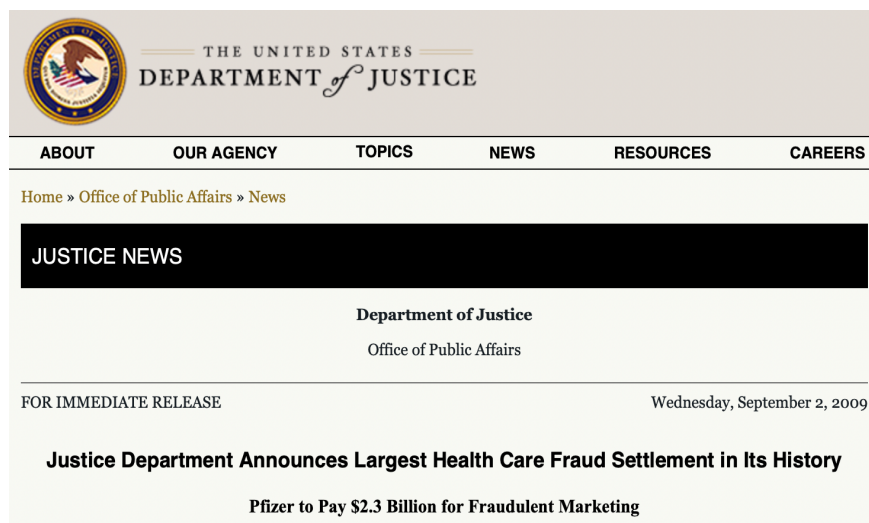 THE UNITED STATES
DEPARTMENT of JUSTICE
ABOUT OUR AGENCY TOPICS NEWS RESOURCES CAREERS
Home » Office of Public Affairs » News
JUSTICE NEWS
Department of Justice
Office of Public Affairs
FOR IMMEDIATE RELEASE Wednesday, September 2, 2009
Justice Department Announces Largest Health Care Fraud Settlement in Its History
Pfizer to Pay $2.3 Billion for Fraudulent Marketing